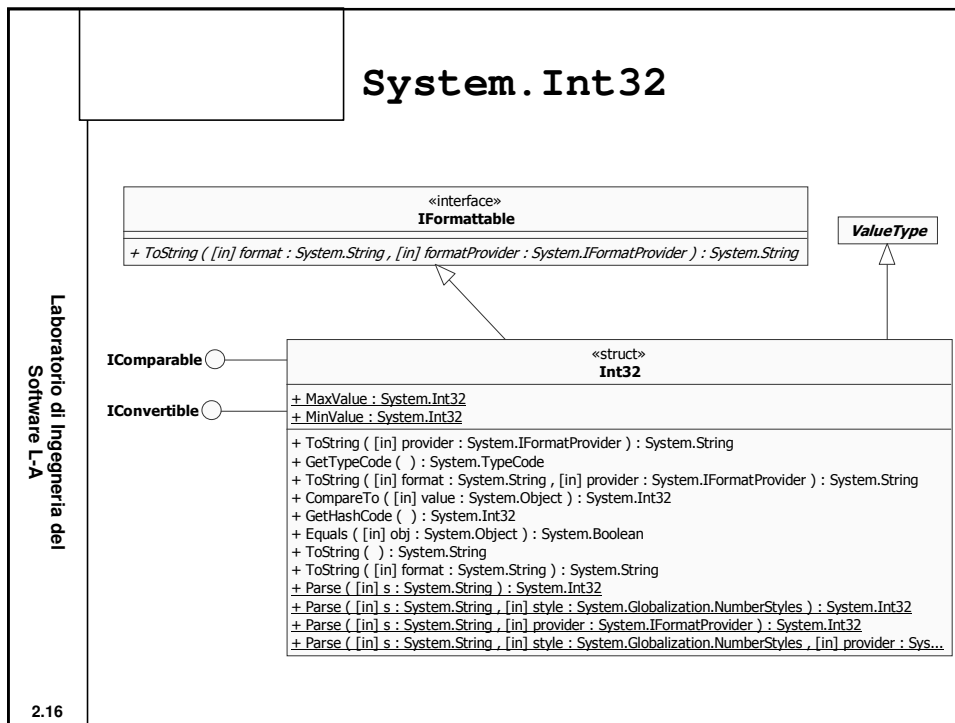 System.Int32
«interface»
IFormattable
+ ToString ( [in] format : System.String , [in] formatProvider : System.IFormatProvider ) : System.String
ValueType
IComparable
IConvertible
«struct»
Int32
+ MaxValue : System.Int32
+ MinValue : System.Int32
+ ToString ( [in] provider : System.IFormatProvider ) : System.String
+ GetTypeCode (  ) : System.TypeCode
+ ToString ( [in] format : System.String , [in] provider : System.IFormatProvider ) : System.String
+ CompareTo ( [in] value : System.Object ) : System.Int32
+ GetHashCode (  ) : System.Int32
+ Equals ( [in] obj : System.Object ) : System.Boolean
+ ToString (  ) : System.String
+ ToString ( [in] format : System.String ) : System.String
+ Parse ( [in] s : System.String ) : System.Int32
+ Parse ( [in] s : System.String , [in] style : System.Globalization.NumberStyles ) : System.Int32
+ Parse ( [in] s : System.String , [in] provider : System.IFormatProvider ) : System.Int32
+ Parse ( [in] s : System.String , [in] style : System.Globalization.NumberStyles , [in] provider : Sys...
Laboratorio di Ingegneria del
Software L-A
2.16